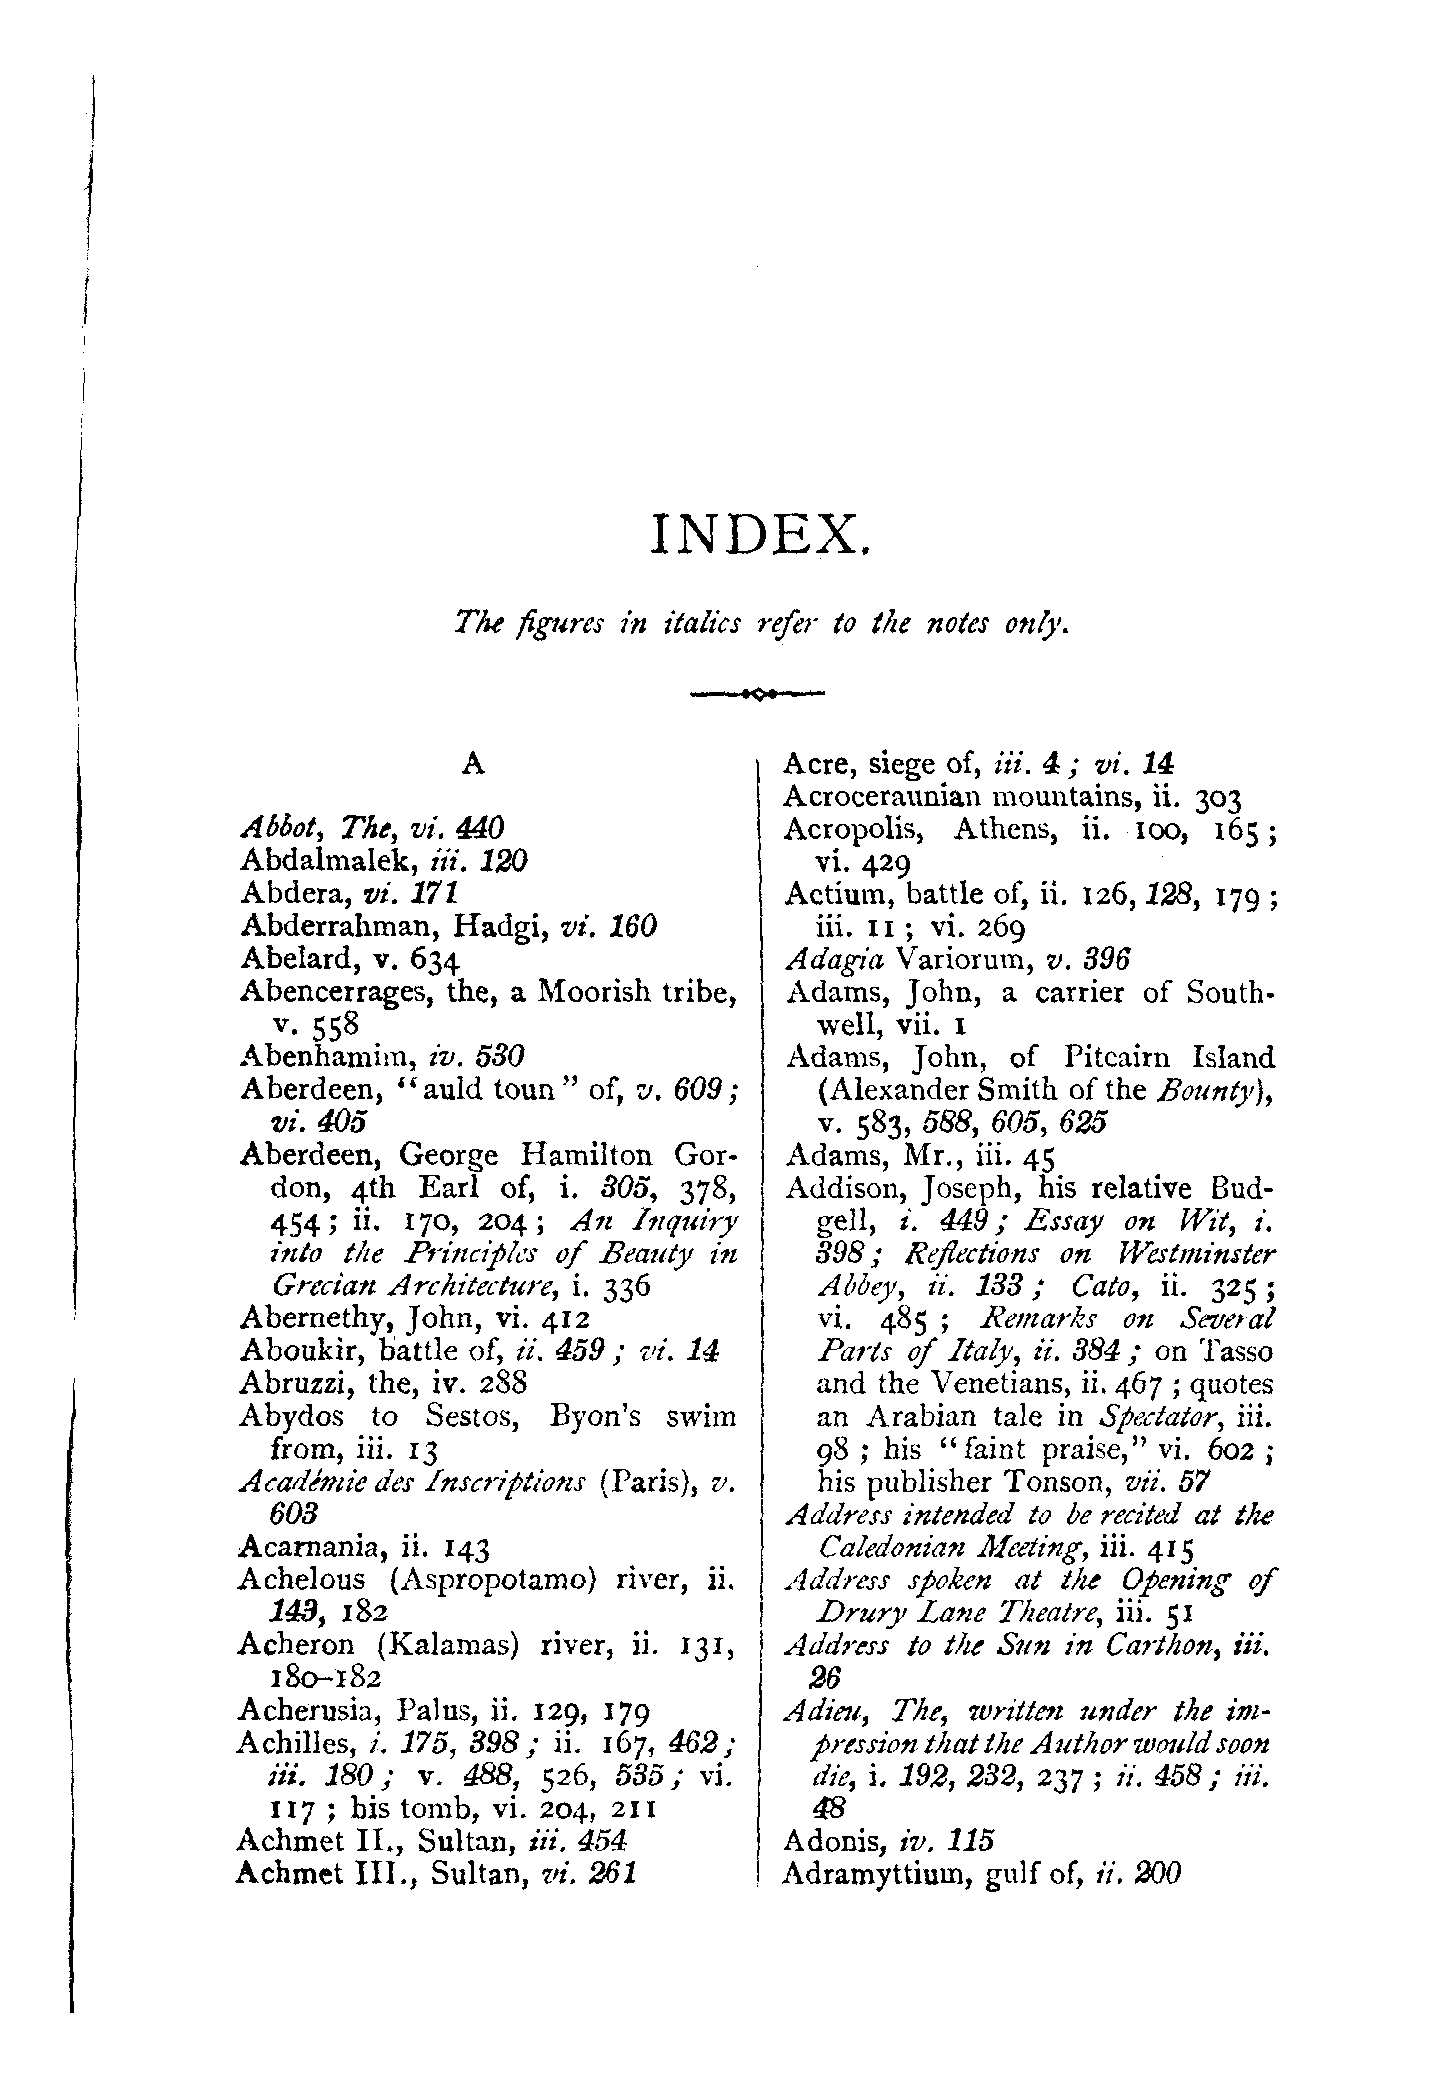 INDEX.
The figures in italics refer to the notes only.
A
Abbot, The, vi. 440
Abdalmalek, iii. 120
Abdera, vi. 171
Abderrahman, Hadgi, vi. 160
Abelard, v. 634
Abencerrages, the, a Moorish tribe,
v. 558
Abenhamim, iv. 530
Aberdeen, “auld toun” of, v. 609;
vi. 405
Aberdeen, George Hamilton Gor-
don, 4th Earl of, i. 305, 378,
454; ii. 170, 204; An Inquiry
into the Principles of Beauty in
Grecian Architecture, i. 336
Abernethy, John, vi. 412
Aboukir, battle of, ii. 459; vi. 14
Abruzzi, the, iv. 288
Abydos to Sestos, Byon's swim
from, iii. 13
Académie des Inscriptions (Paris), v.
603
Acarnania, ii. 143
Achelous (Aspropotamo) river, ii.
143, 182
Acheron (Kalamas) river, ii. 131,
180–182
Acherusia, Palus, ii. 129, 179
Achilles, i. 175, 398; ii. 167, 462;
iii. 180; v. 488, 526, 535; vi.
117; his tomb, vi. 204, 211
Achmet II., Sultan, iii. 454
Achmet III., Sultan, vi. 261
Acre, siege of, iii. 4; vi. 14
Acroceraunian mountains, ii. 303
Acropolis, Athens, ii. 100, 165;
vi. 429
Actium, battle of, ii. 126, 128, 179;
iii. 11; vi. 269
Adagia Variorum, v. 396
Adams, John, a carrier of South-
well, vii. 1
Adams, John, of Pitcairn Island
(Alexander Smith of the Bounty),
v. 583, 588, 605, 625
Adams, Mr., iii. 45
Addison, Joseph, his relative Bud-
gell, i. 449; Essay on Wit, i.
398; Reflections on Westminster
Abbey, ii. 133; Cato, ii. 325;
vi. 485; Remarks on Several
Parts of Italy, ii. 384; on Tasso
and the Venetians, ii. 467; quotes
an Arabian tale in Spectator, iii.
98; his “faint praise,” vi. 602;
his publisher Tonson, vii. 57
Address intended to be recited at the
Caledonian Meeting, iii. 415
Address spoken at the Opening of
Drury Lane Theatre, iii. 51
Address to the Sun in Carthon, iii.
26
Adieu, The, written under the im-
pression that the Author would soon
die, i. 192, 232, 237; ii. 458; iii.
48
Adonis, iv. 115
Adramyttium, gulf of, ii. 200